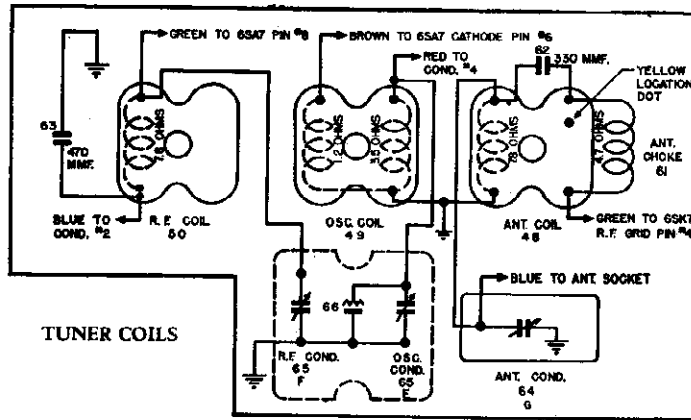 GREEN TO 6SA7 PIN #8
BROWN TO 6SAT CATHODE PIN #6
RED TO
COND. #4
62
330 MMF.
YELLOW
LOCATION
DOT
63
470
MMF.
7.8 OHMS
1.2 OHMS
3.5 OHMS
.78 OHMS
4.7 OHMS
ANT.
CHOKE
61
BLUE TO
COND. #2
R.F. COIL
50
OSC. COIL
49
ANT. COIL
48
GREEN TO 6SK7
R.F. GRID PIN #4
BLUE TO ANT. SOCKET
66
TUNER COILS
R.F. COND.
65
F
OSC.
COND.
65
E
ANT. COND.
64
G